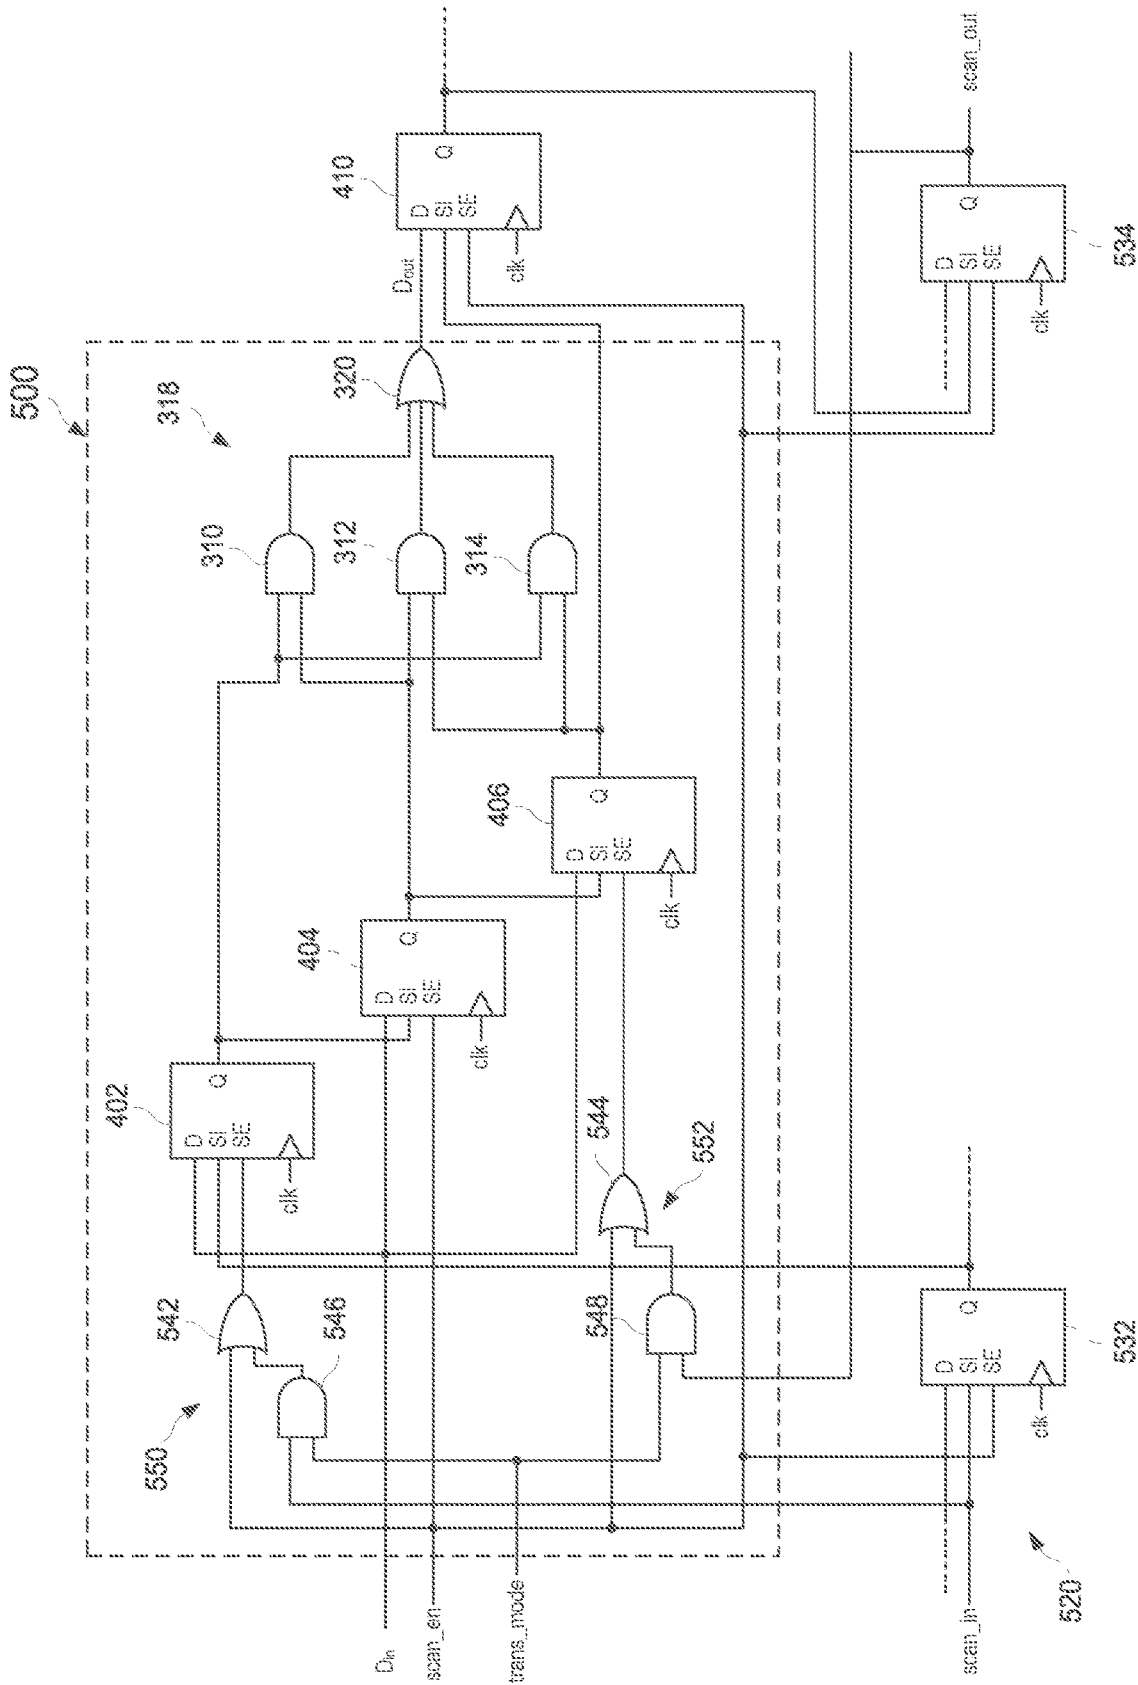 500
318
310
312
314
320
D_out
410
D
SI
SE
Q
clk
402
D
SI
SE
Q
clk
404
D
SI
SE
Q
clk
406
D
SI
SE
Q
clk
550
542
546
544
548
552
D_in
scan_en
trans_mode
scan_in
520
D
SI
SE
Q
clk
532
D
SI
SE
Q
clk
534
scan_out